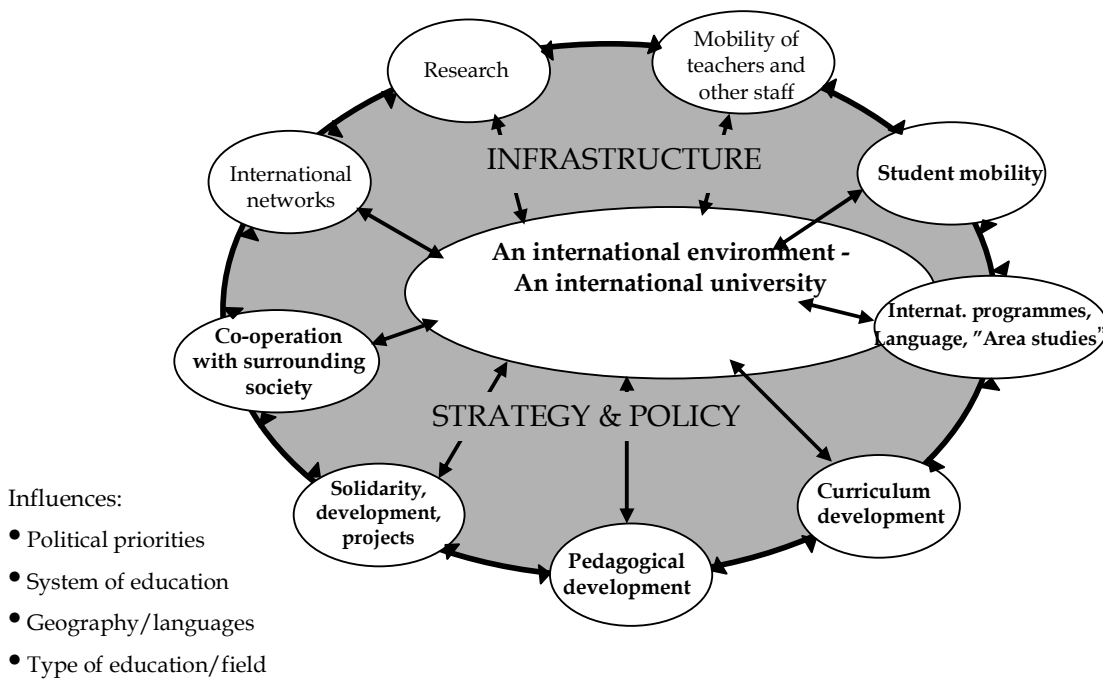 Mobility of
teachers and
other staff
Research
INFRASTRUCTURE
International
networks
Student mobility
An international environment -
An international university
Internat. programmes,
Language, ”Area studies”
Co-operation
with surrounding
society
STRATEGY & POLICY
Solidarity,
development,
projects
Curriculum
development
Pedagogical
development
Influences:
• Political priorities
• System of education
• Geography/languages
• Type of education/field